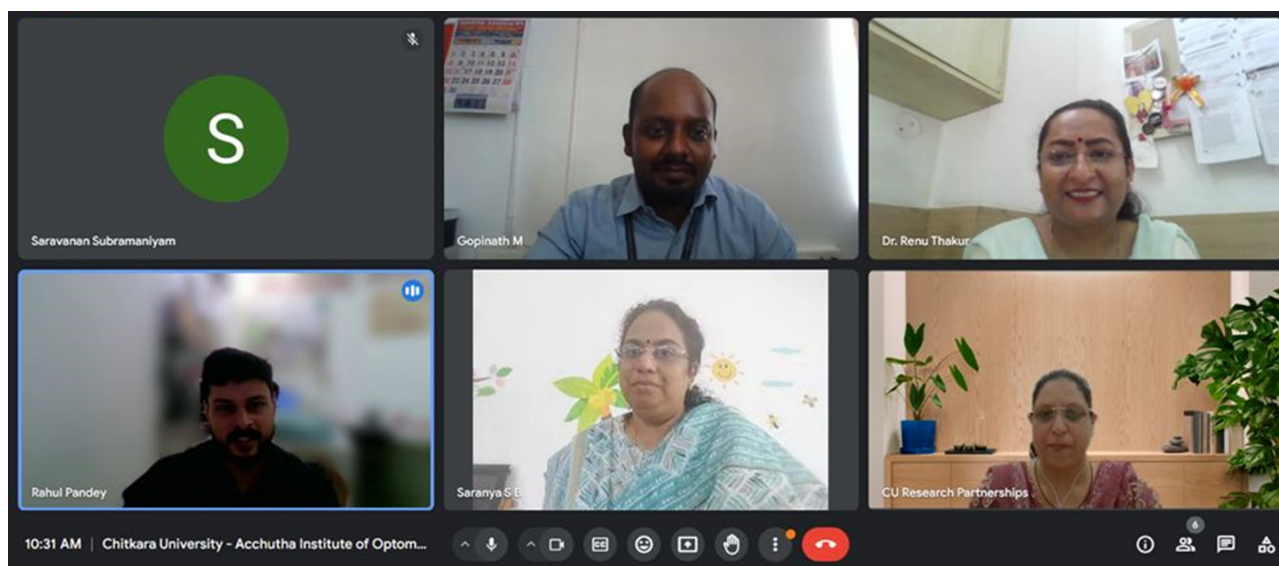 S
Saravanan Subramaniyam
Gopinath M
Dr. Renu Thakur
Rahul Pandey
Saranya S B
CU Research Partnerships
10:31 AM | Chitkara University - Acchutha Institute of Optom...
CC
6